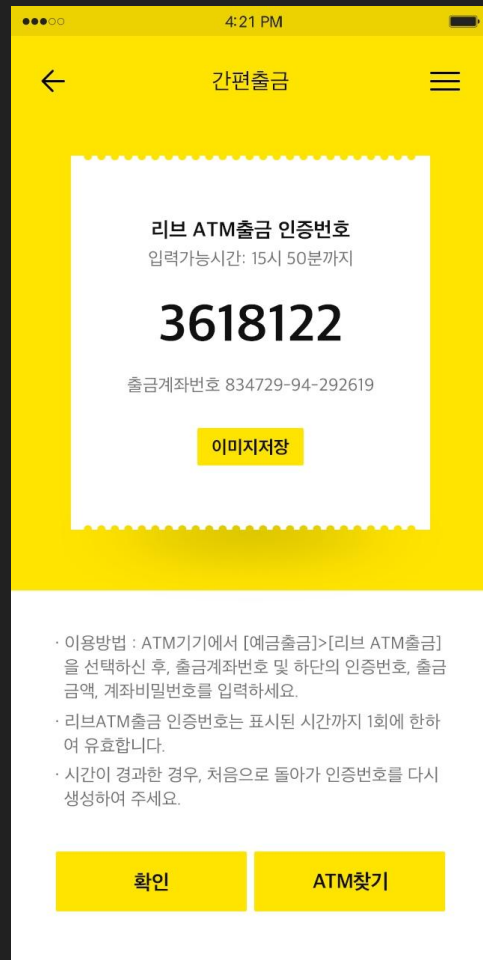 4:21 PM
간편출금
리브 ATM출금 인증번호
입력가능시간: 15시 50분까지
3618122
출금계좌번호 834729-94-292619
이미지저장
· 이용방법 : ATM기기에서 [예금출금]>[리브 ATM출금]
을 선택하신 후, 출금계좌번호 및 하단의 인증번호, 출금
금액, 계좌비밀번호를 입력하세요.
· 리브ATM출금 인증번호는 표시된 시간까지 1회에 한하
여 유효합니다.
· 시간이 경과한 경우, 처음으로 돌아가 인증번호를 다시
생성하여 주세요.
확인
ATM찾기